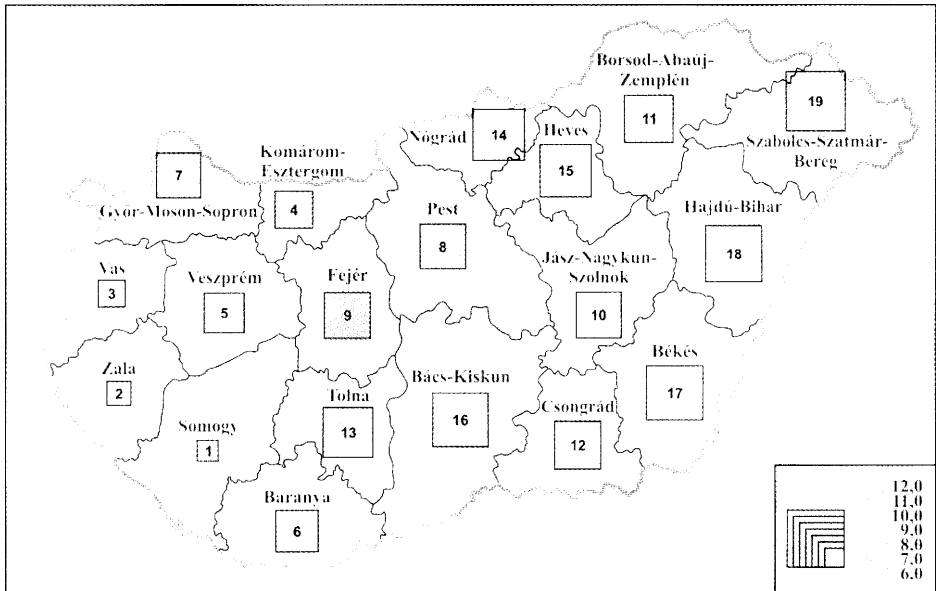 Borsod-Abaúj-
Zemplén
11
19
Szabolcs-Szatmár-
Bereg
Nógrád
14
Heves
15
Komárom-
Esztergom
4
7
Győr-Moson-Sopron
Pest
8
Hajdú-Bihar
18
Jász-Nagykun-
Szolnok
10
Vas
3
Veszprém
5
Fejér
9
Békés
17
Zala
2
Bács-Kiskun
16
Tolna
13
Csongrád
12
Somogy
1
Baranya
6
12,0
11,0
10,0
9,0
8,0
7,0
6,0